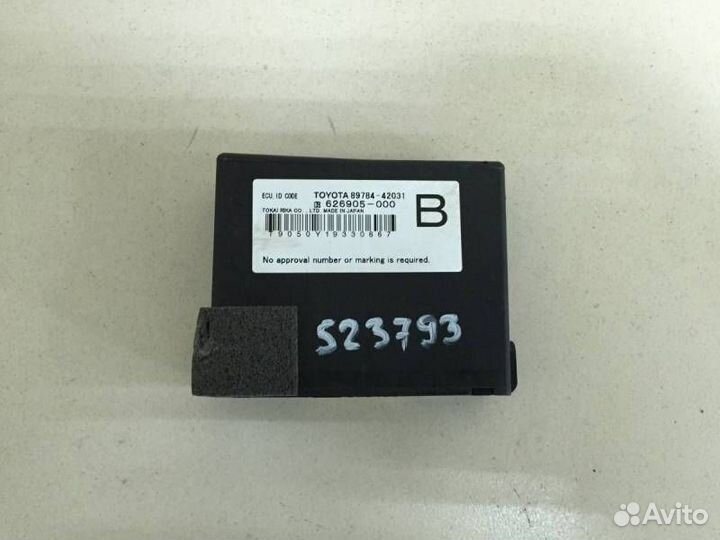 ECU, ID CODE TOYOTA 89784-42031
626905-000 B
TOKAI RIKA CO., LTD. MADE IN JAPAN
T9050Y19330867
No approval number or marking is required.
523793
Avito